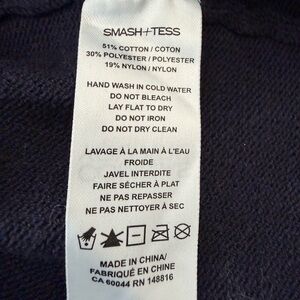 SMASH+TESS
51% COTTON / COTON
30% POLYESTER / POLYESTER
19% NYLON / NYLON
HAND WASH IN COLD WATER
DO NOT BLEACH
LAY FLAT TO DRY
DO NOT IRON
DO NOT DRY CLEAN
LAVAGE À LA MAIN À L'EAU
FROIDE
JAVEL INTERDITE
FAIRE SÉCHER À PLAT
NE PAS REPASSER
NE PAS NETTOYER À SEC
MADE IN CHINA/
FABRIQUÉ EN CHINE
CA 60044 RN 148816